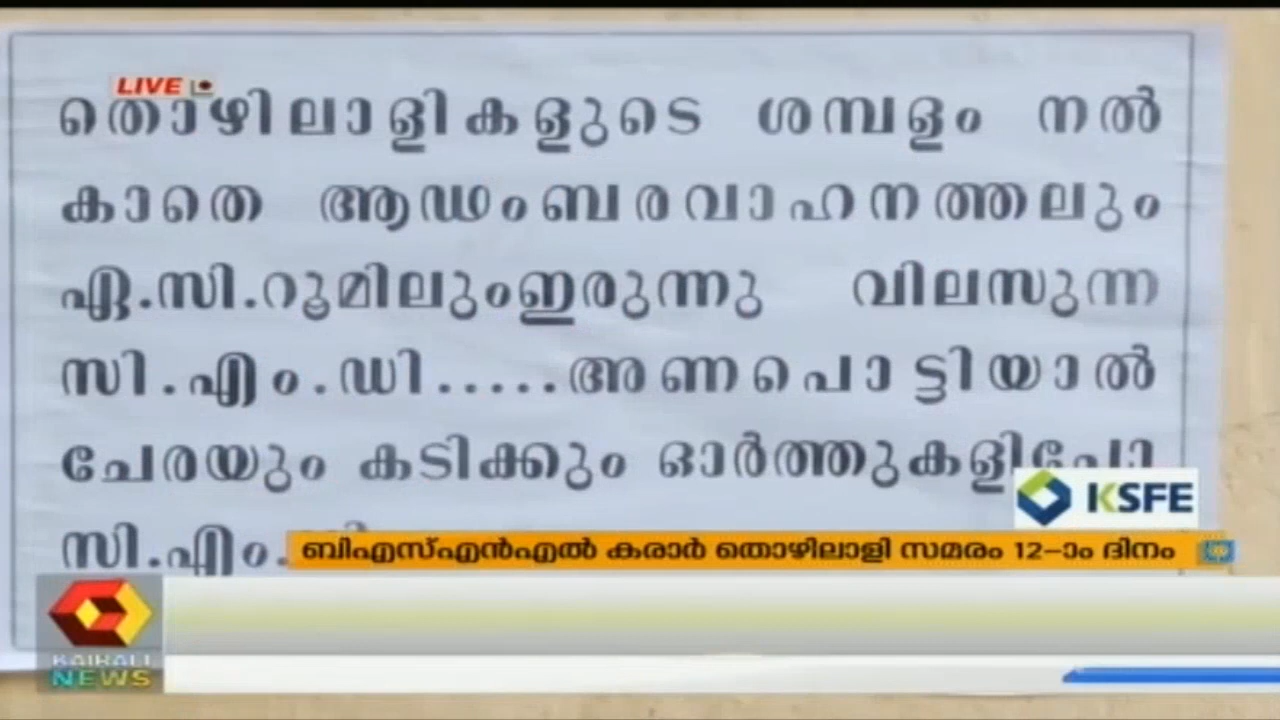 LIVE
തൊഴിലാളികളുടെ ശമ്പളം നൽ
കാതെ ആഢംബരവാഹനത്തലും
ഏ.സി.റൂമിലുംഇരുന്നു വിലസുന്ന
സി.എം.ഡി.....അണപൊട്ടിയാൽ
ചേരയും കടിക്കും ഓർത്തുകളിച്ചോ
സി.എം.
KSFE
ബിഎസ്എൻഎൽ കരാർ തൊഴിലാളി സമരം 12-ാം ദിനം
KAIRALI
NEWS